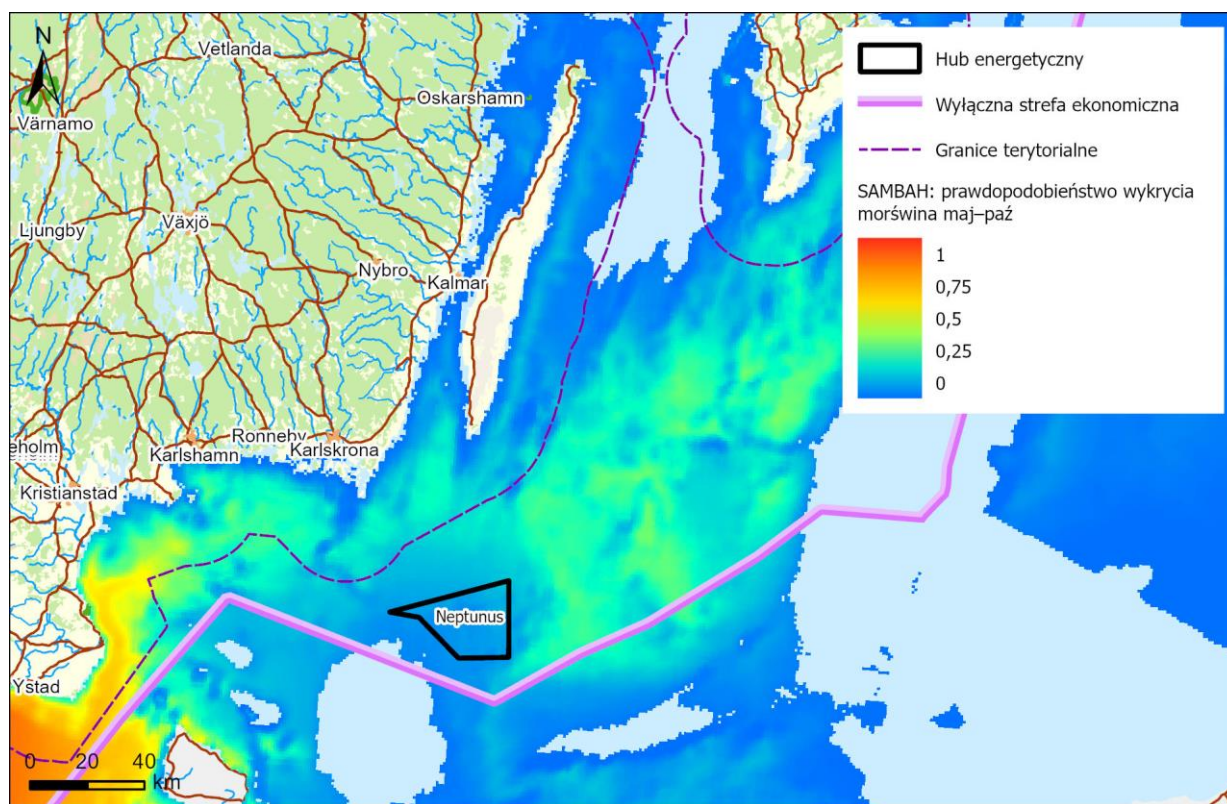 N
Vetlanda
Oskarshamn
Värnamo
Växjö
Ljungby
Nybro
Kalmar
Ronneby
Karlshamn
Karlskrona
eholm
Kristianstad
Neptunus
Ystad
0 20 40
km
Hub energetyczny
Wyłączna strefa ekonomiczna
Granice terytorialne
SAMBAH: prawdopodobieństwo wykrycia
morświna maj–paź
1
0,75
0,5
0,25
0